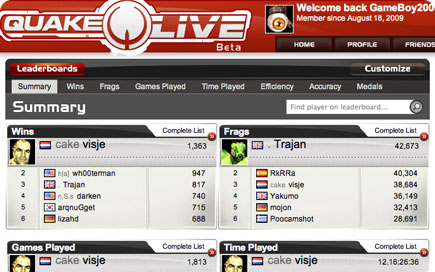 QUAKE LIVE
Beta
Welcome back GameBoy200
Member since August 18, 2009
HOME PROFILE FRIENDS
Leaderboards Customize
Summary Wins Frags Games Played Time Played Efficiency Accuracy Medals
Summary
Find player on leaderboard...
Wins Complete List
cake visje 1,363
2 h[a] wh00terman 947
3 . Trajan 817
4 n.S.s darken 740
5 arqnuGget 715
6 lizahd 688
Frags Complete List
. Trajan 42,673
2 RkRRa 40,304
3 cake visje 38,684
4 Yakumo 36,149
5 mojon 32,413
6 Poocamshot 28,691
Games Played Complete List
cake visje 1,813
Time Played Complete List
cake visje 12.16:26:36